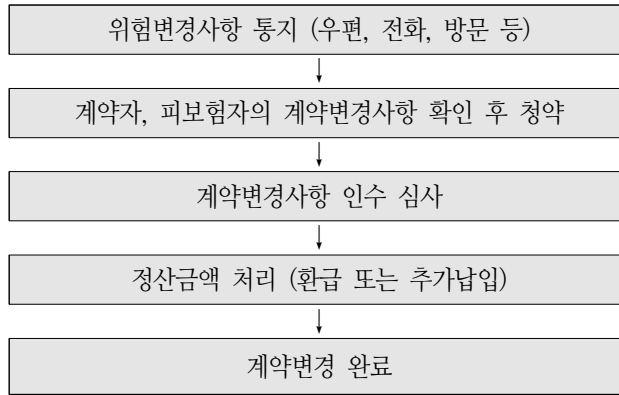 위험변경사항 통지 (우편, 전화, 방문 등)
계약자, 피보험자의 계약변경사항 확인 후 청약
계약변경사항 인수 심사
정산금액 처리 (환급 또는 추가납입)
계약변경 완료